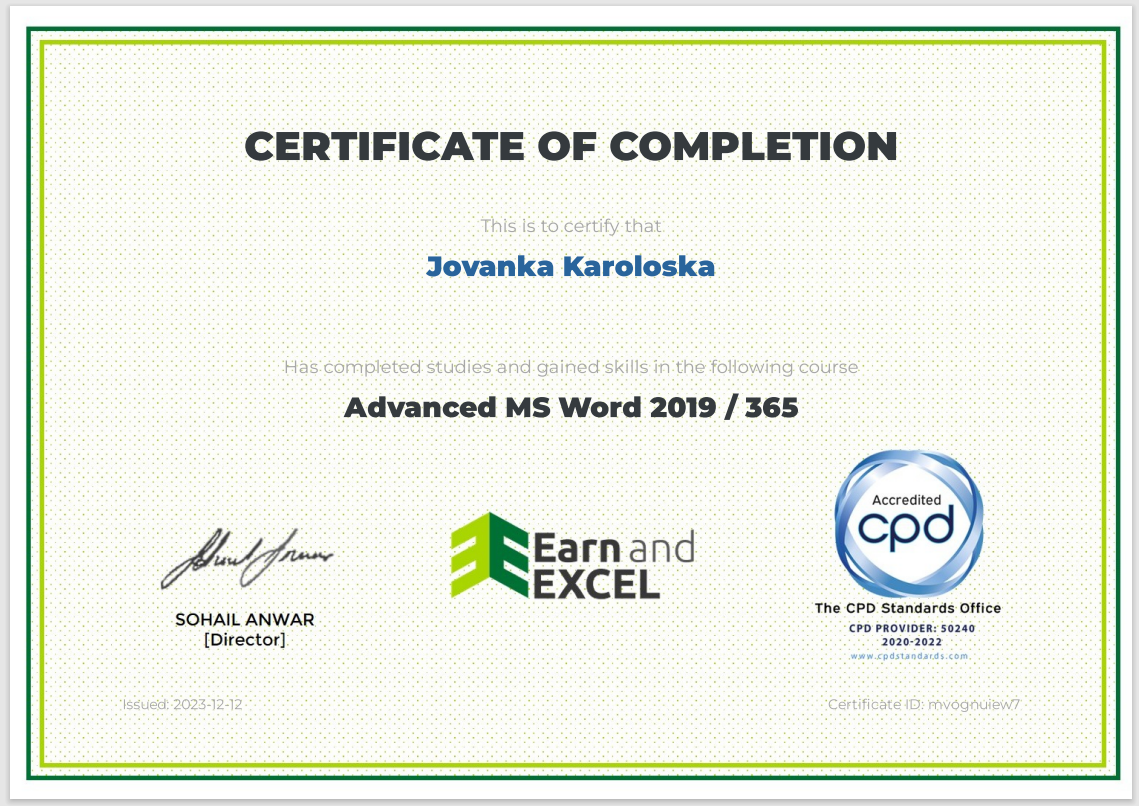 CERTIFICATE OF COMPLETION
This is to certify that
Jovanka Karoloska
Has completed studies and gained skills in the following course
Advanced MS Word 2019 / 365
Accredited
cpd
Earn and
EXCEL
The CPD Standards Office
SOHAIL ANWAR
[Director]
CPD PROVIDER: 50240
2020-2022
www.cpdstandards.com
Issued: 2023-12-12
Certificate ID: mvognuiew7